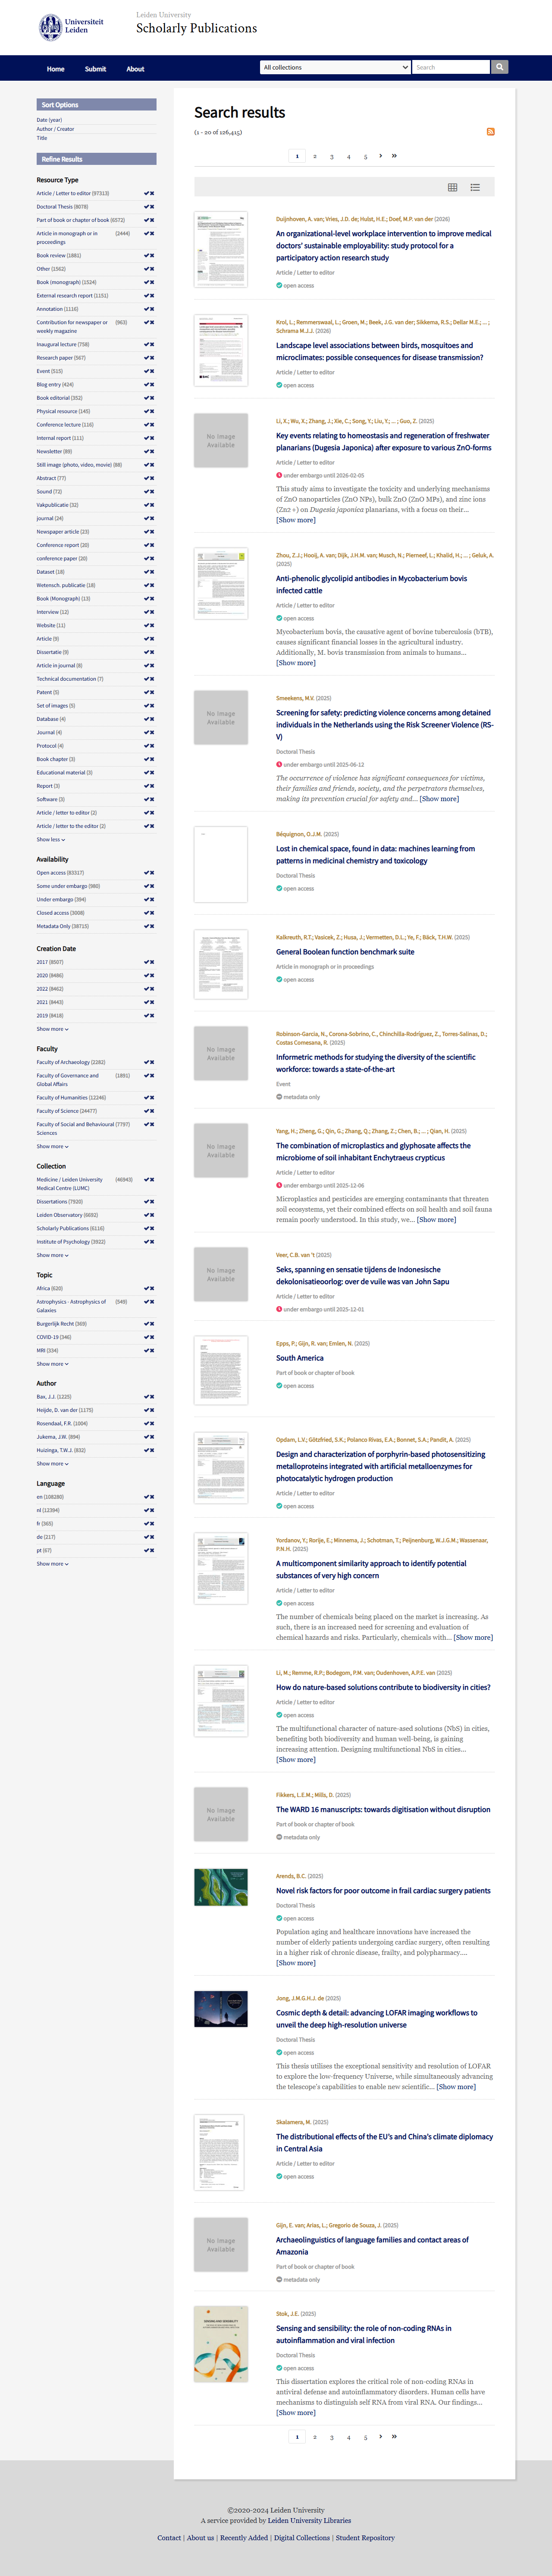 Universiteit
Leiden
Leiden University
Scholarly Publications
Home
Submit
About
All collections
Search
Sort Options
Date (year)
Author / Creator
Title
Refine Results
Resource Type
Article / Letter to editor (97313)
Doctoral Thesis (8078)
Part of book or chapter of book (6572)
Article in monograph or in (2444)
proceedings
Book review (1881)
Other (1562)
Book (monograph) (1524)
External research report (1151)
Annotation (1116)
Contribution for newspaper or (963)
weekly magazine
Inaugural lecture (758)
Research paper (567)
Event (515)
Blog entry (424)
Book editorial (352)
Physical resource (145)
Conference lecture (116)
Internal report (111)
Newsletter (89)
Still image (photo, video, movie) (88)
Abstract (77)
Sound (72)
Vakpublicatie (32)
journal (24)
Newspaper article (23)
Conference report (20)
conference paper (20)
Dataset (18)
Wetensch. publicatie (18)
Book (Monograph) (13)
Interview (12)
Website (11)
Article (9)
Dissertatie (9)
Article in journal (8)
Technical documentation (7)
Patent (5)
Set of images (5)
Database (4)
Journal (4)
Protocol (4)
Book chapter (3)
Educational material (3)
Report (3)
Software (3)
Article / letter to editor (2)
Article / letter to the editor (2)
Show less
Availability
Open access (83317)
Some under embargo (980)
Under embargo (394)
Closed access (3008)
Metadata Only (38715)
Creation Date
2017 (8507)
2020 (8486)
2022 (8462)
2021 (8443)
2019 (8418)
Show more
Faculty
Faculty of Archaeology (2282)
Faculty of Governance and (1891)
Global Affairs
Faculty of Humanities (12246)
Faculty of Science (24477)
Faculty of Social and Behavioural (7797)
Sciences
Show more
Collection
Medicine / Leiden University (46943)
Medical Centre (LUMC)
Dissertations (7920)
Leiden Observatory (6692)
Scholarly Publications (6110)
Institute of Psychology (3922)
Show more
Topic
Africa (620)
Astrophysics - Astrophysics of (549)
Galaxies
Burgerlijk Recht (369)
COVID-19 (346)
MRI (334)
Show more
Author
Bax, J.J. (1225)
Heijde, D. van der (1175)
Rosendaal, F.R. (1004)
Jukema, J.W. (894)
Huizinga, T.W.J. (832)
Show more
Language
en (108280)
nl (12394)
fr (365)
de (217)
pt (67)
Show more
Search results
(1 - 20 of 126,415)
1 2 3 4 5 › »
Duijnhoven, A. van; Vries, J.D. de; Hulst, H.E.; Doef, M.P. van der (2026)
An organizational-level workplace intervention to improve medical
doctors' sustainable employability: study protocol for a
participatory action research study
Article / Letter to editor
open access
Krol, L.; Remmerswaal, L.; Groen, M.; Beek, J.G. van der; Sikkema, R.S.; Dellar M.E.; ... ;
Schrama M.J.J. (2026)
Landscape level associations between birds, mosquitoes and
microclimates: possible consequences for disease transmission?
Article / Letter to editor
open access
No Image
Available
Li, X.; Wu, X.; Zhang, J.; Xie, C.; Song, Y.; Liu, Y.; ... ; Guo, Z. (2025)
Key events relating to homeostasis and regeneration of freshwater
planarians (Dugesia Japonica) after exposure to various ZnO-forms
Article / Letter to editor
under embargo until 2026-02-05
This study aims to investigate the toxicity and underlying mechanisms
of ZnO nanoparticles (ZnO NPs), bulk ZnO (ZnO MPs), and zinc ions
(Zn2+) on Dugesia japonica planarians, with a focus on their...
[Show more]
Zhou, Z.J.; Hooij, A. van; Dijk, J.H.M. van; Musch, N.; Pierneef, L.; Khalid, H.; ... ; Geluk, A.
(2025)
Anti-phenolic glycolipid antibodies in Mycobacterium bovis
infected cattle
Article / Letter to editor
open access
Mycobacterium bovis, the causative agent of bovine tuberculosis (bTB),
causes significant financial losses in the agricultural industry.
Additionally, M. bovis transmission from animals to humans...
[Show more]
No Image
Available
Smeekens, M.V. (2025)
Screening for safety: predicting violence concerns among detained
individuals in the Netherlands using the Risk Screener Violence (RS-
V)
Doctoral Thesis
under embargo until 2025-06-12
The occurrence of violence has significant consequences for victims,
their families and friends, society, and the perpetrators themselves,
making its prevention crucial for safety and... [Show more]
Béquignon, O.J.M. (2025)
Lost in chemical space, found in data: machines learning from
patterns in medicinal chemistry and toxicology
Doctoral Thesis
open access
Kalkreuth, R.T.; Vasicek, Z.; Husa, J.; Vermetten, D.L.; Ye, F.; Bäck, T.H.W. (2025)
General Boolean function benchmark suite
Article in monograph or in proceedings
open access
No Image
Available
Robinson-Garcia, N., Corona-Sobrino, C., Chinchilla-Rodríguez, Z., Torres-Salinas, D.;
Costas Comesana, R. (2025)
Informetric methods for studying the diversity of the scientific
workforce: towards a state-of-the-art
Event
metadata only
No Image
Available
Yang, H.; Zheng, G.; Qin, G.; Zhang, Q.; Zhang, Z.; Chen, B.; ... ; Qian, H. (2025)
The combination of microplastics and glyphosate affects the
microbiome of soil inhabitant Enchytraeus crypticus
Article / Letter to editor
under embargo until 2025-12-06
Microplastics and pesticides are emerging contaminants that threaten
soil ecosystems, yet their combined effects on soil health and soil fauna
remain poorly understood. In this study, we... [Show more]
No Image
Available
Veer, C.B. van 't (2025)
Seks, spanning en sensatie tijdens de Indonesische
dekolonisatieoorlog: over de vuile was van John Sapu
Article / Letter to editor
under embargo until 2025-12-01
Epps, P.; Gijn, R. van; Emlen, N. (2025)
South America
Part of book or chapter of book
open access
Opdam, L.V.; Götzfried, S.K.; Polanco Rivas, E.A.; Bonnet, S.A.; Pandit, A. (2025)
Design and characterization of porphyrin-based photosensitizing
metalloproteins integrated with artificial metalloenzymes for
photocatalytic hydrogen production
Article / Letter to editor
open access
Yordanov, Y.; Rorije, E.; Minnema, J.; Schotman, T.; Peijnenburg, W.J.G.M.; Wassenaar,
P.N.H. (2025)
A multicomponent similarity approach to identify potential
substances of very high concern
Article / Letter to editor
open access
The number of chemicals being placed on the market is increasing. As
such, there is an increased need for screening and evaluation of
chemical hazards and risks. Particularly, chemicals with... [Show more]
Li, M.; Remme, R.P.; Bodegom, P.M. van; Oudenhoven, A.P.E. van (2025)
How do nature-based solutions contribute to biodiversity in cities?
Article / Letter to editor
open access
The multifunctional character of nature-ased solutions (NbS) in cities,
benefiting both biodiversity and human well-being, is gaining
increasing attention. Designing multifunctional NbS in cities...
[Show more]
No Image
Available
Fikkers, L.E.M.; Mills, D. (2025)
The WARD 16 manuscripts: towards digitisation without disruption
Part of book or chapter of book
metadata only
Arends, B.C. (2025)
Novel risk factors for poor outcome in frail cardiac surgery patients
Doctoral Thesis
open access
Population aging and healthcare innovations have increased the
number of elderly patients undergoing cardiac surgery, often resulting
in a higher risk of chronic disease, frailty, and polypharmacy....
[Show more]
Jong, J.M.G.H.J. de (2025)
Cosmic depth & detail: advancing LOFAR imaging workflows to
unveil the deep high-resolution universe
Doctoral Thesis
open access
This thesis utilises the exceptional sensitivity and resolution of LOFAR
to explore the low-frequency Universe, while simultaneously advancing
the telescope's capabilities to enable new scientific... [Show more]
Skalamera, M. (2025)
The distributional effects of the EU's and China's climate diplomacy
in Central Asia
Article / Letter to editor
open access
No Image
Available
Gijn, E. van; Arias, L.; Gregorio de Souza, J. (2025)
Archaeolinguistics of language families and contact areas of
Amazonia
Part of book or chapter of book
metadata only
SENSING AND SENSIBILITY
Stok, J.E. (2025)
Sensing and sensibility: the role of non-coding RNAs in
autoinflammation and viral infection
Doctoral Thesis
open access
This dissertation explores the critical role of non-coding RNAs in
antiviral defense and autoinflammatory disorders. Human cells have
mechanisms to distinguish self RNA from viral RNA. Our findings...
[Show more]
1 2 3 4 5 › »
©2020-2024 Leiden University
A service provided by Leiden University Libraries
Contact | About us | Recently Added | Digital Collections | Student Repository